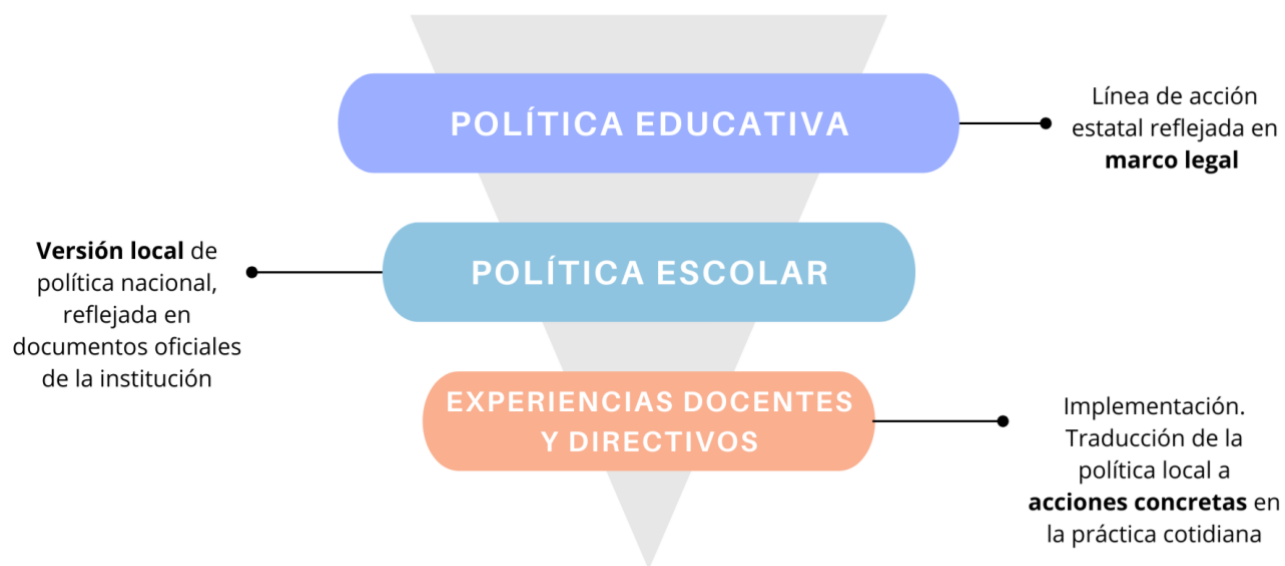 POLÍTICA EDUCATIVA
Línea de acción
estatal reflejada en
marco legal
POLÍTICA ESCOLAR
Versión local de
política nacional,
reflejada en
documentos oficiales
de la institución
EXPERIENCIAS DOCENTES
Y DIRECTIVOS
Implementación.
Traducción de la
política local a
acciones concretas en
la práctica cotidiana